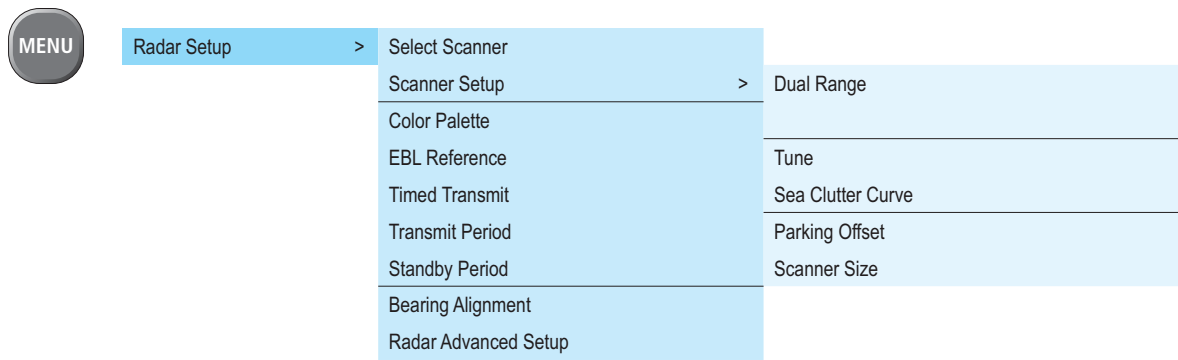 MENU
Radar Setup >
Select Scanner
Scanner Setup >
Color Palette
EBL Reference
Timed Transmit
Transmit Period
Standby Period
Bearing Alignment
Radar Advanced Setup
Dual Range
Tune
Sea Clutter Curve
Parking Offset
Scanner Size